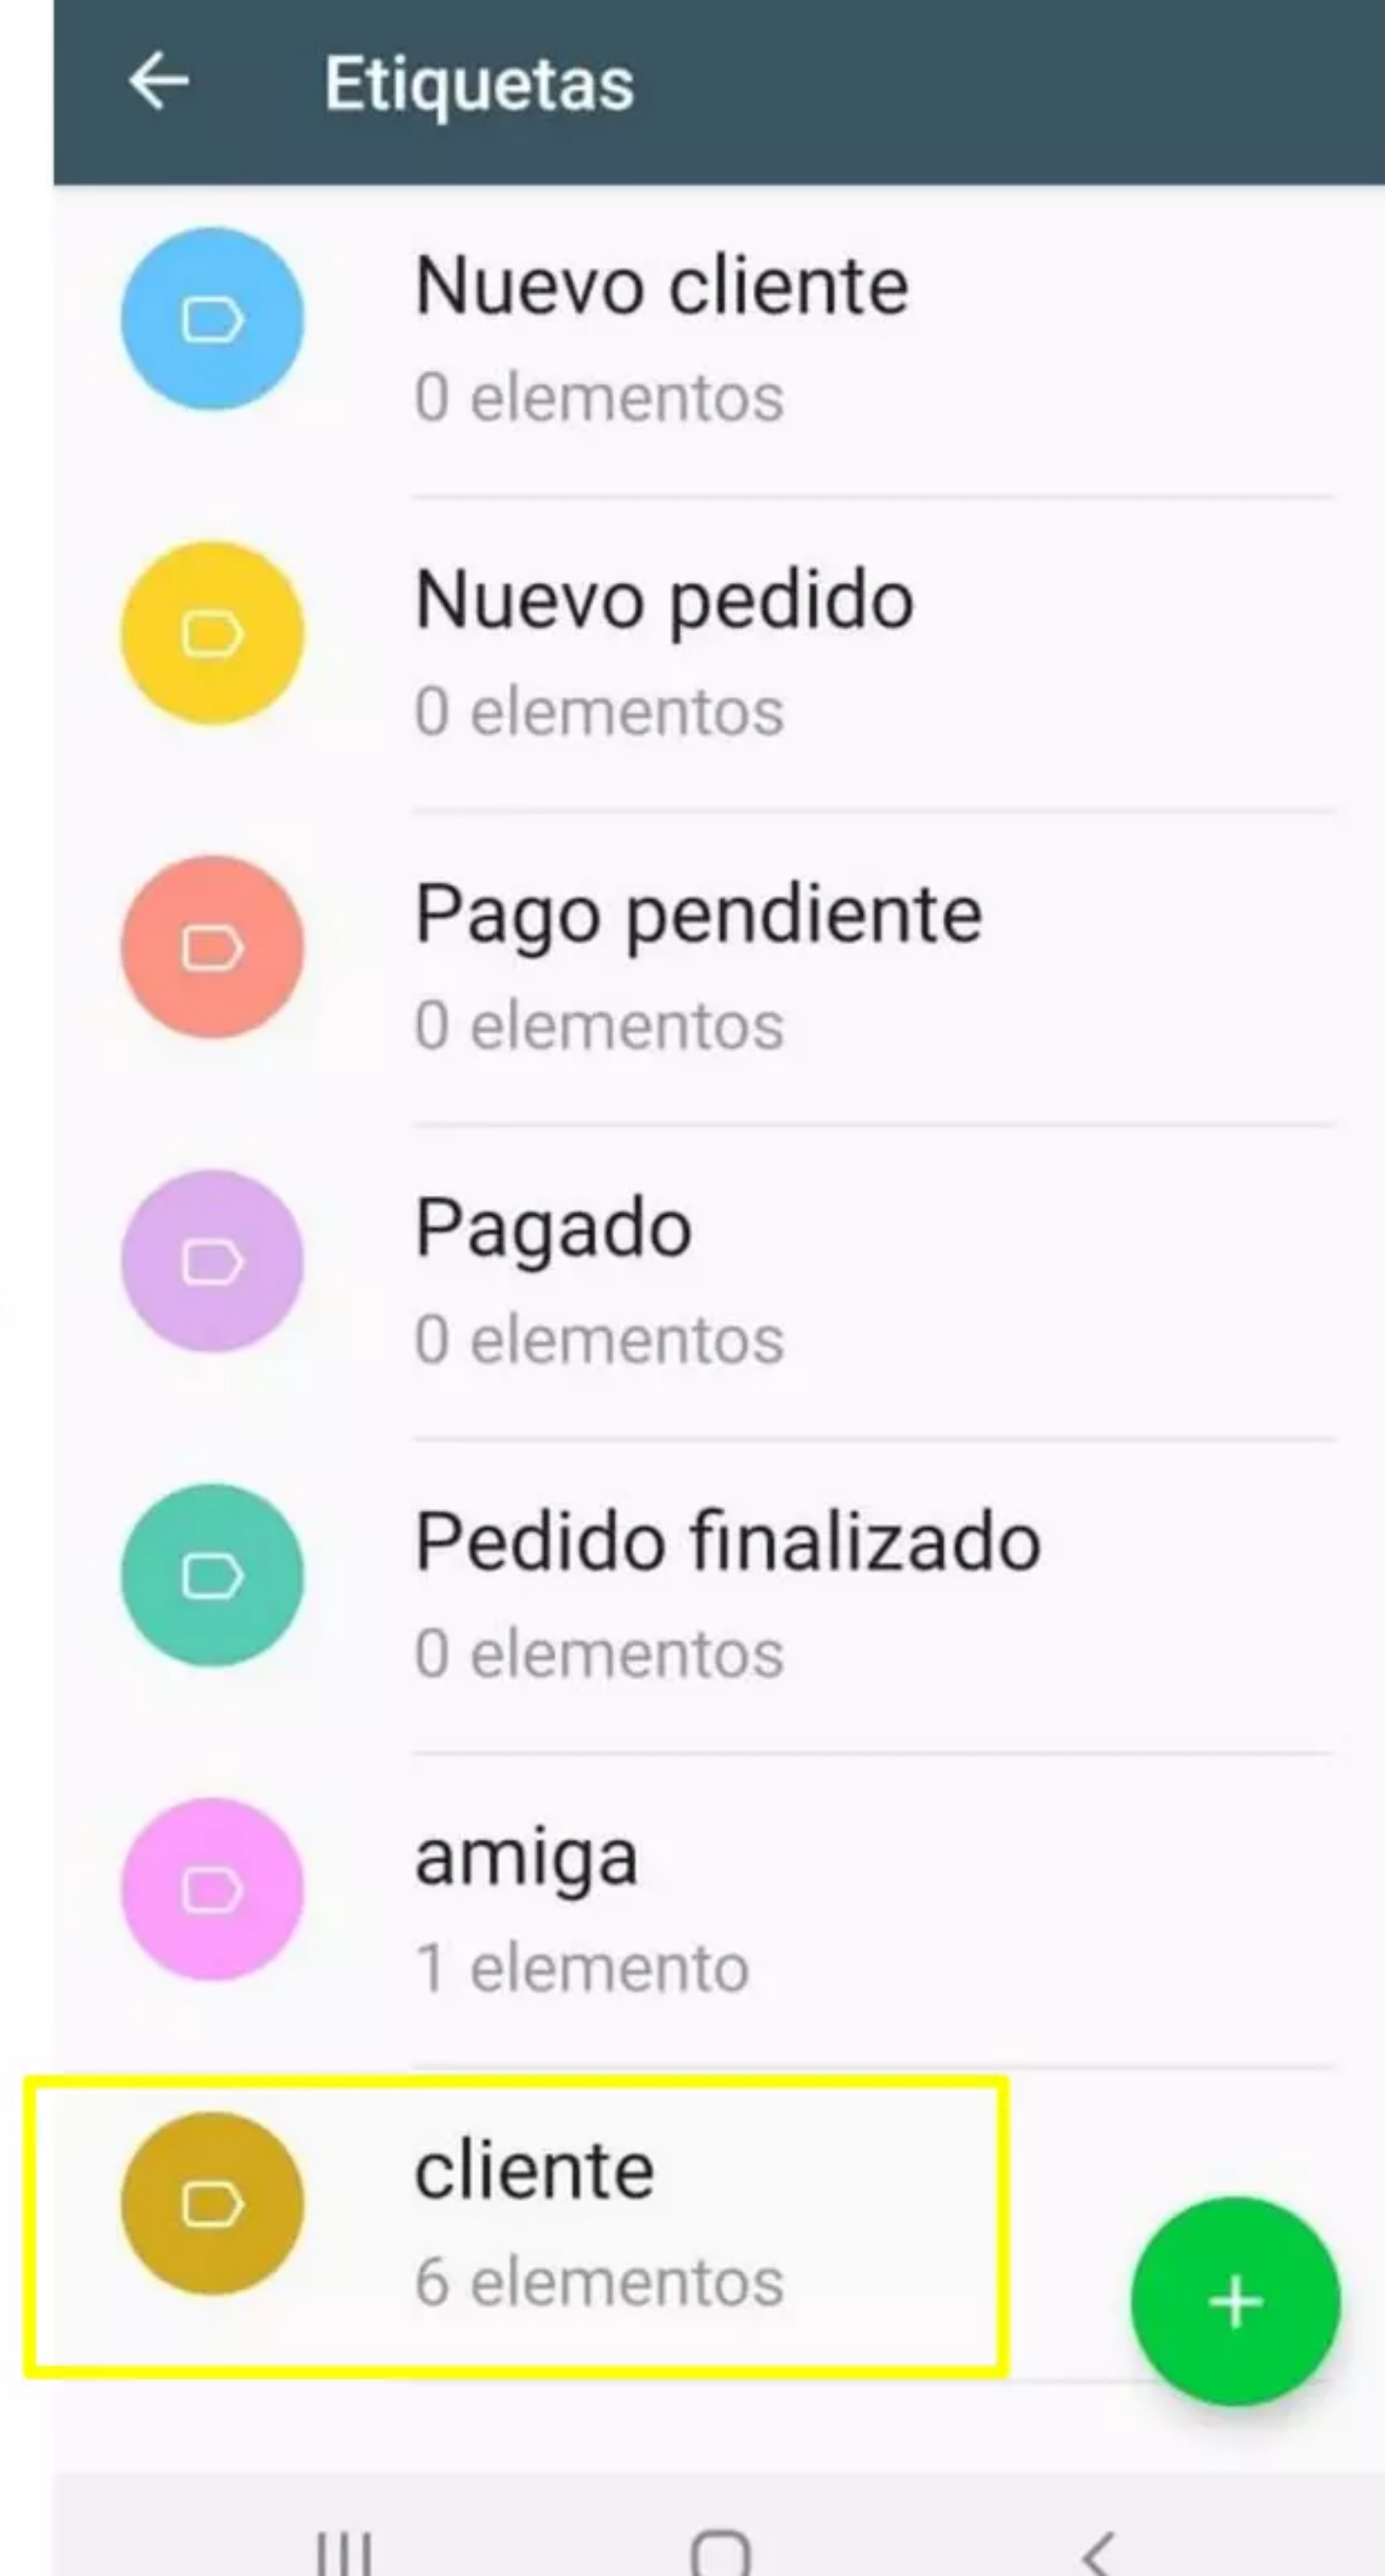 Etiquetas
Nuevo cliente
0 elementos
Nuevo pedido
0 elementos
Pago pendiente
0 elementos
Pagado
0 elementos
Pedido finalizado
0 elementos
amiga
1 elemento
cliente
6 elementos